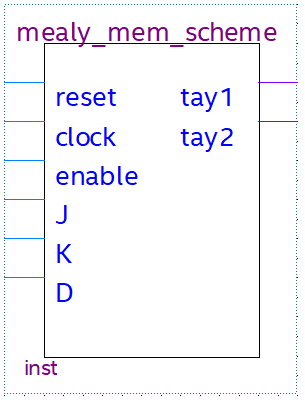 mealy_mem_scheme
reset tay1
clock tay2
enable
J
K
D
inst